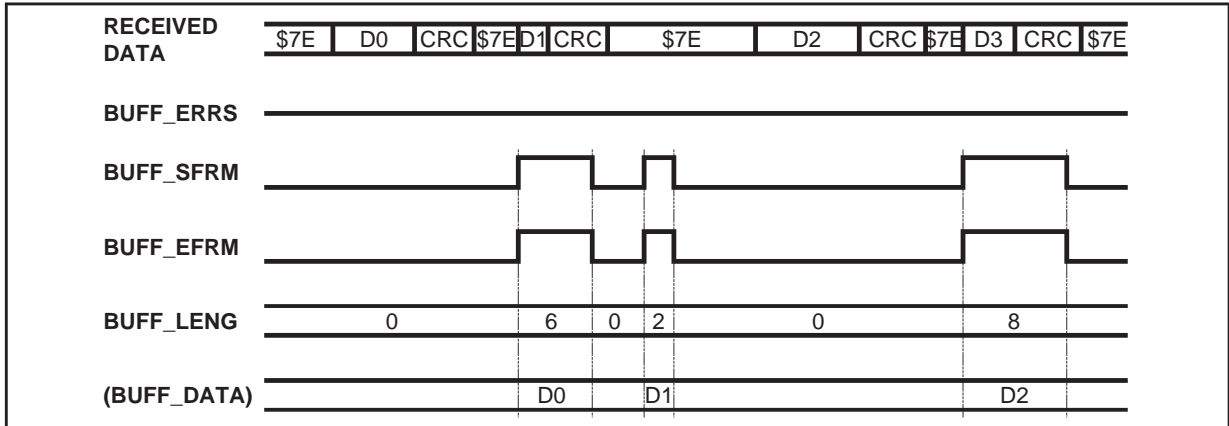 RECEIVED DATA $7E D0 CRC $7E D1 CRC $7E D2 CRC $7E D3 CRC $7E
BUFF_ERRS
BUFF_SFRM
BUFF_EFRM
BUFF_LENG 0 6 0 2 0 8
(BUFF_DATA) D0 D1 D2